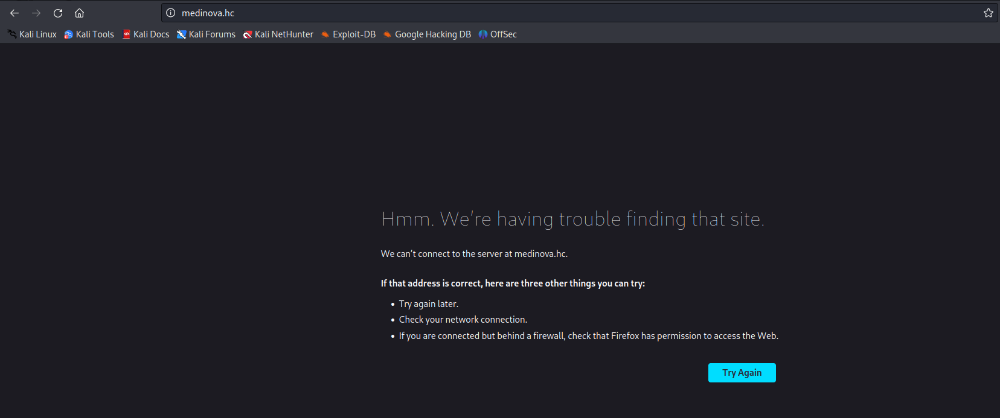 medinova.hc
Kali Linux Kali Tools Kali Docs Kali Forums Kali NetHunter Exploit-DB Google Hacking DB OffSec
Hmm. We're having trouble finding that site.
We can't connect to the server at medinova.hc.
If that address is correct, here are three other things you can try:
• Try again later.
• Check your network connection.
• If you are connected but behind a firewall, check that Firefox has permission to access the Web.
Try Again